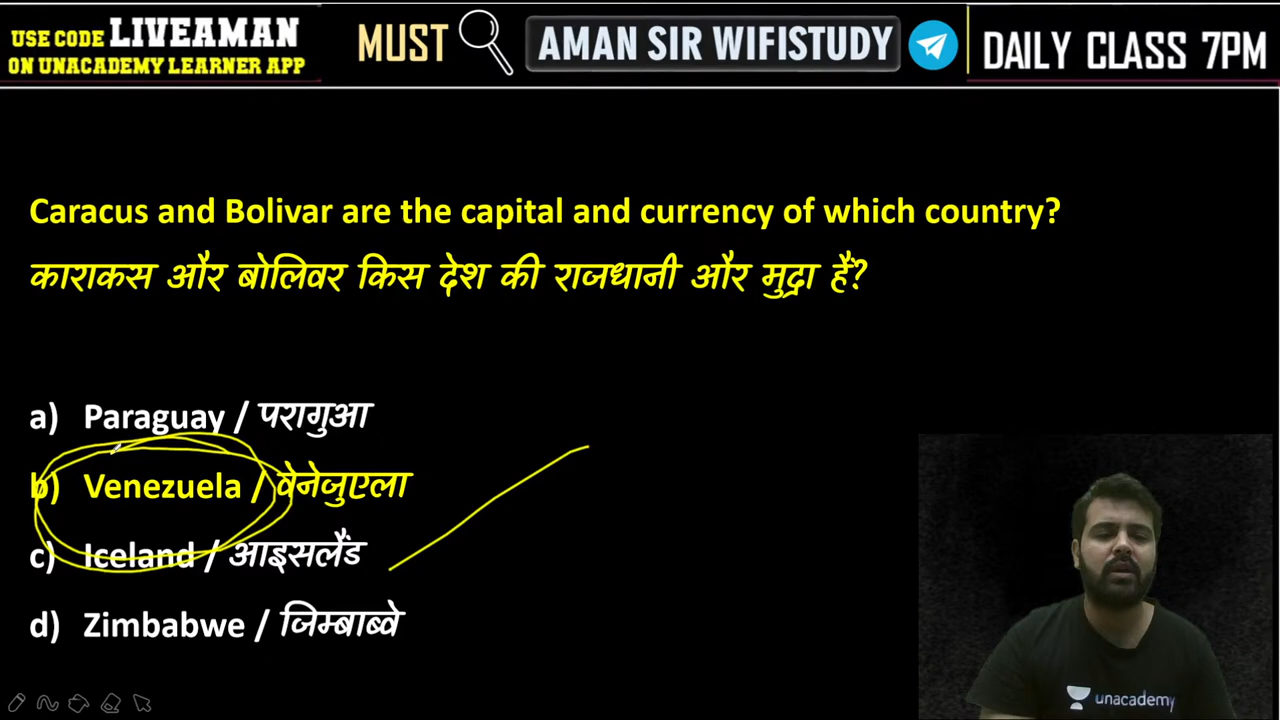 USE CODE LIVEAMAN
ON UNACADEMY LEARNER APP
MUST
AMAN SIR WIFISTUDY
DAILY CLASS 7PM
Caracus and Bolivar are the capital and currency of which country?
काराकस और बोलिवर किस देश की राजधानी और मुद्रा हैं?
a) Paraguay / परागुआ
b) Venezuela / वेनेजुएला
c) Iceland / आइसलैंड
d) Zimbabwe / जिम्बाब्वे
unacademy